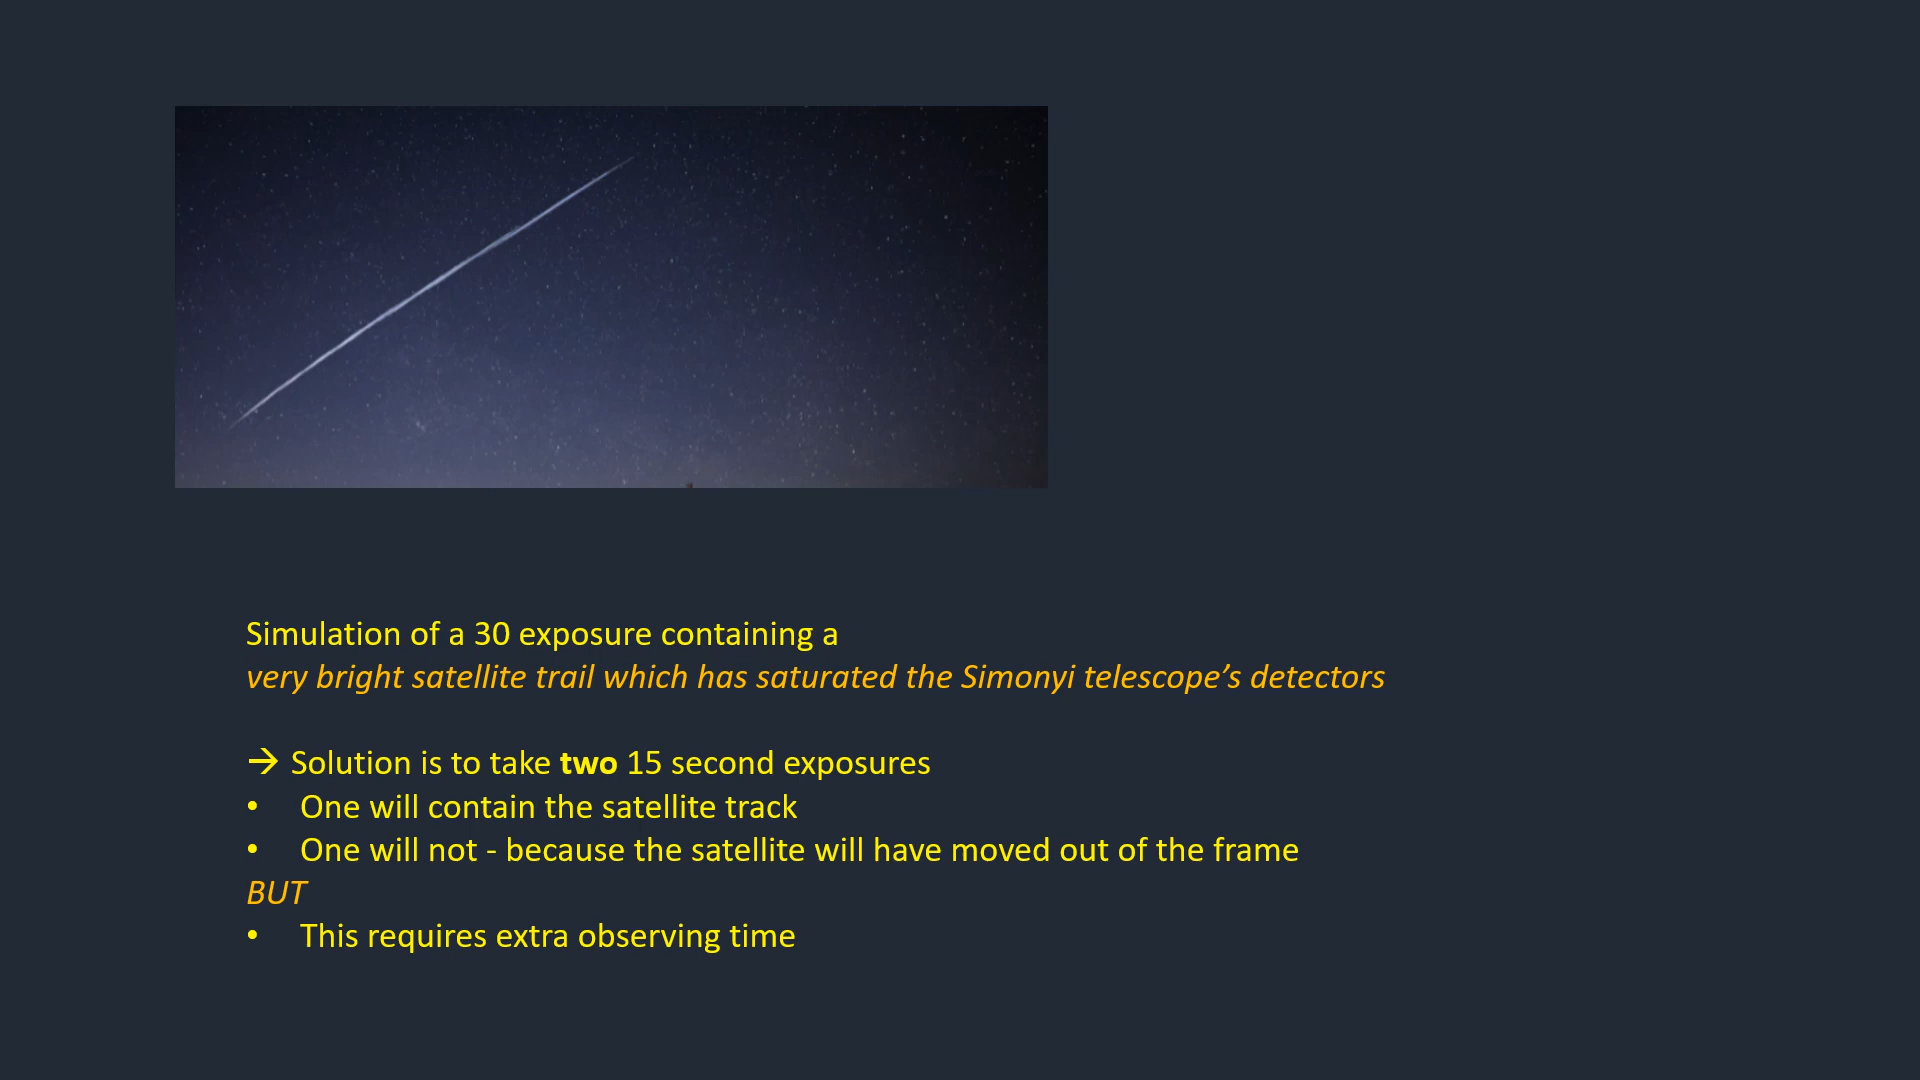 Simulation of a 30 exposure containing a
very bright satellite trail which has saturated the Simonyi telescope’s detectors
→ Solution is to take two 15 second exposures
• One will contain the satellite track
• One will not - because the satellite will have moved out of the frame
BUT
• This requires extra observing time